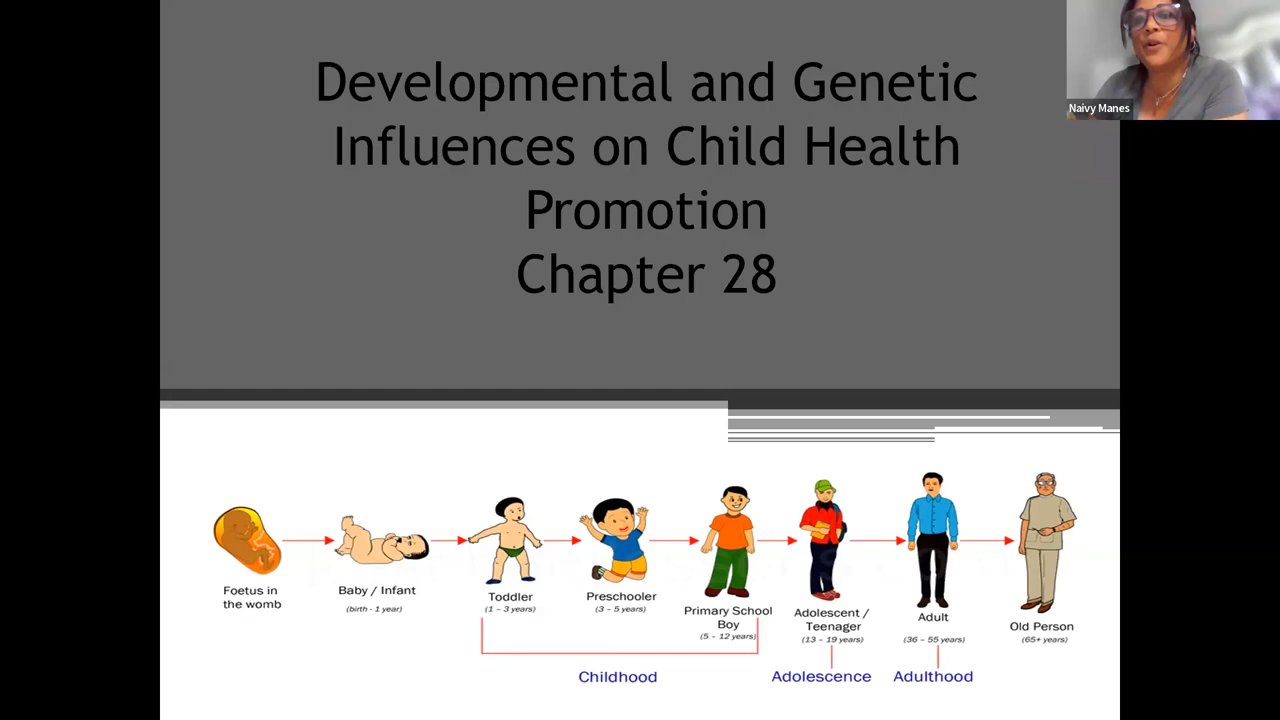 Developmental and Genetic
Influences on Child Health
Promotion
Chapter 28
Naivy Manes
Foetus in
the womb
Baby / Infant
(birth - 1 year)
Toddler
(1 – 3 years)
Preschooler
(3 – 5 years)
Primary School
Boy
(5 – 12 years)
Adolescent /
Teenager
(13 – 19 years)
Adult
(36 – 55 years)
Old Person
(65+ years)
Childhood
Adolescence
Adulthood